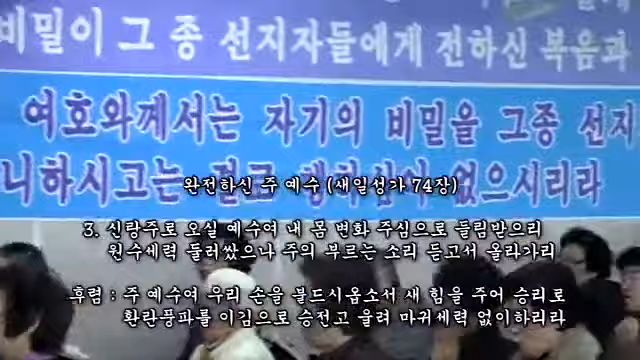 비밀이 그 종 선지자들에게 전하신 복음과
여호와께서는 자기의 비밀을 그종 선지
니하시고는 결코 행하심이 없으시리라
완전하신 주 예수 (새일성가 74장)
3. 신랑주로 오실 예수여 내 몸 변화 주심으로 들림받으리
원수세력 들러쌌으나 주의 부르는 소리 듣고서 올라가리
후렴 : 주 예수여 우리 손을 붙드시옵소서 새 힘을 주어 승리로
환란풍파를 이김으로 승전고 울려 마귀세력 없이하리라